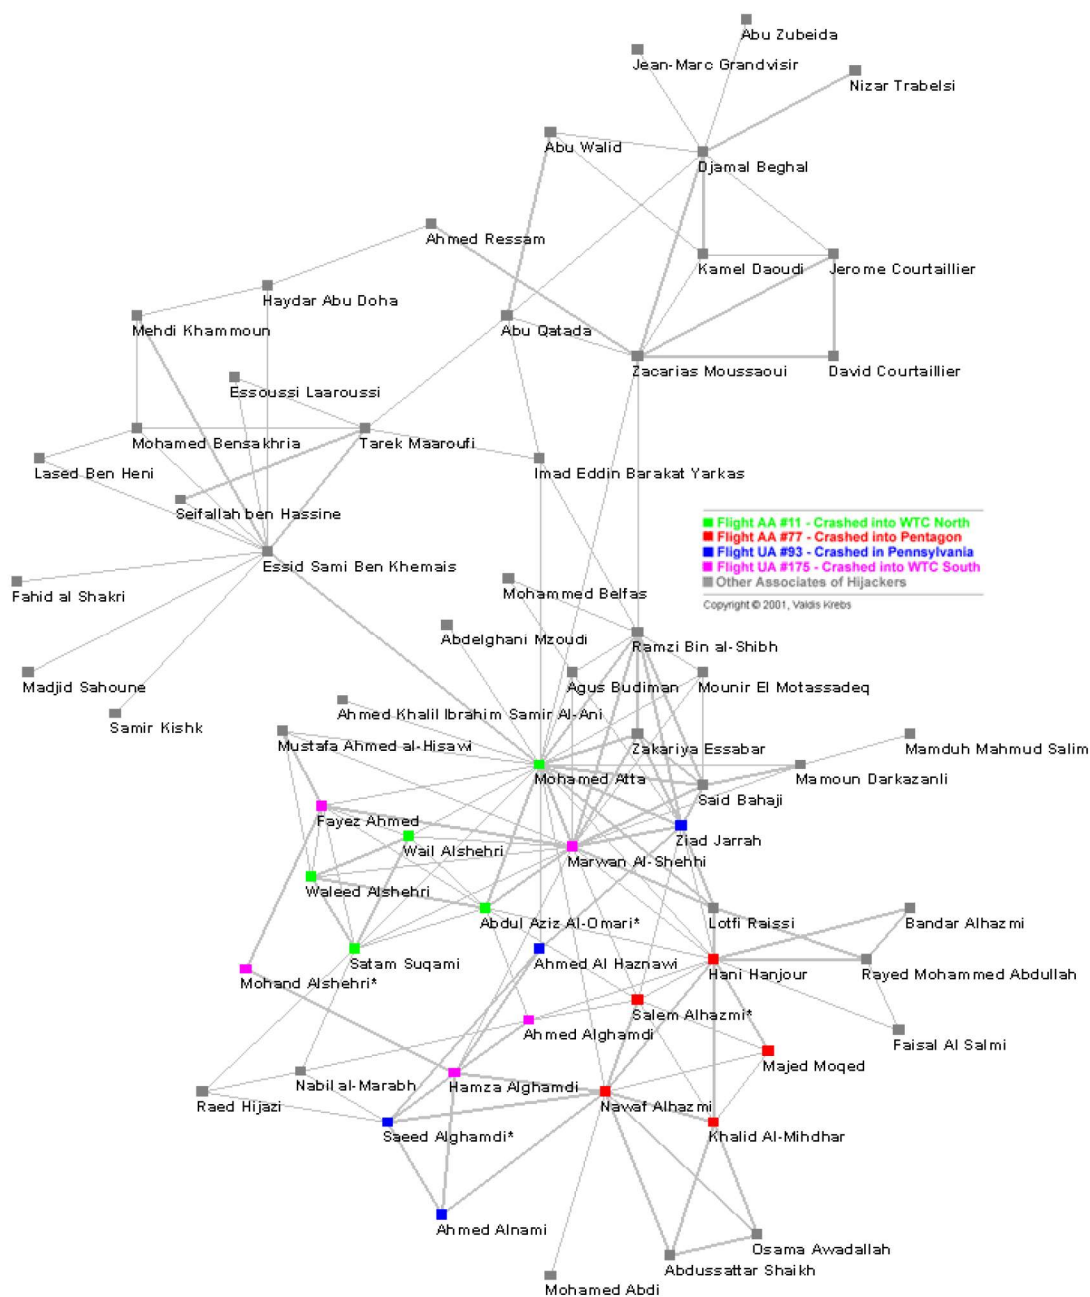 Abu Zubeida
Jean-Marc Grandvisir
Nizar Trabelsi
Abu Walid
Djamal Beghal
Ahmed Ressam
Kamel Daoudi
Jerome Courtaillier
Haydar Abu Doha
Mehdi Khammoun
Abu Qatada
Zacarias Moussaoui
David Courtaillier
Essoussi Laaroussi
Mohamed Bensakhria
Tarek Maaroufi
Lased Ben Heni
Imad Eddin Barakat Yarkas
Seifallah ben Hassine
Flight AA #11 - Crashed into WTC North
Flight AA #77 - Crashed into Pentagon
Flight UA #93 - Crashed in Pennsylvania
Flight UA #175 - Crashed into WTC South
Other Associates of Hijackers
Copyright © 2001, Valdis Krebs
Essid Sami Ben Khemais
Fahid al Shakri
Mohammed Belfas
Abdelghani Mzoudi
Ramzi Bin al-Shibh
Madjid Sahoune
Agus Budiman
Mounir El Motassadeq
Samir Kishk
Ahmed Khalil Ibrahim Samir Al-Ani
Mustafa Ahmed al-Hisawi
Zakariya Essabar
Mamduh Mahmud Salim
Mohamed Atta
Mamoun Darkazanli
Said Bahaji
Fayez Ahmed
Ziad Jarrah
Wail Alshehri
Marwan Al-Shehhi
Waleed Alshehri
Abdul Aziz Al-Omari*
Lotfi Raissi
Bandar Alhazmi
Satam Suqami
Ahmed Al Haznawi
Hani Hanjour
Rayed Mohammed Abdullah
Mohand Alshehri*
Salem Alhazmi*
Ahmed Alghamdi
Faisal Al Salmi
Majed Moqed
Nabil al-Marabh
Hamza Alghamdi
Raed Hijazi
Nawaf Alhazmi
Saeed Alghamdi*
Khalid Al-Mihdhar
Ahmed Alnami
Osama Awadallah
Abdussattar Shaikh
Mohamed Abdi